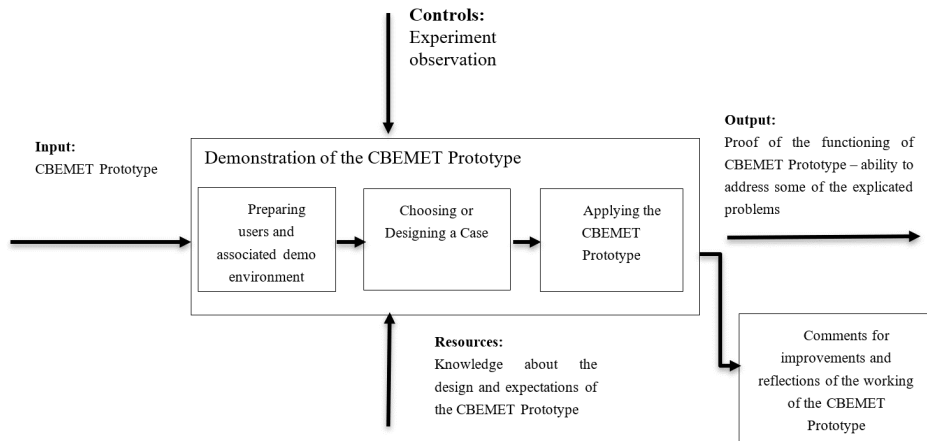 Controls:
Experiment
observation
Input:
CBEMET Prototype
Output:
Proof of the functioning of
CBEMET Prototype – ability to
address some of the explicated
problems
Demonstration of the CBEMET Prototype
Preparing
users and
associated demo
environment
Choosing or
Designing a Case
Applying the
CBEMET
Prototype
Resources:
Knowledge about the
design and expectations of
the CBEMET Prototype
Comments for
improvements and
reflections of the working
of the CBEMET
Prototype